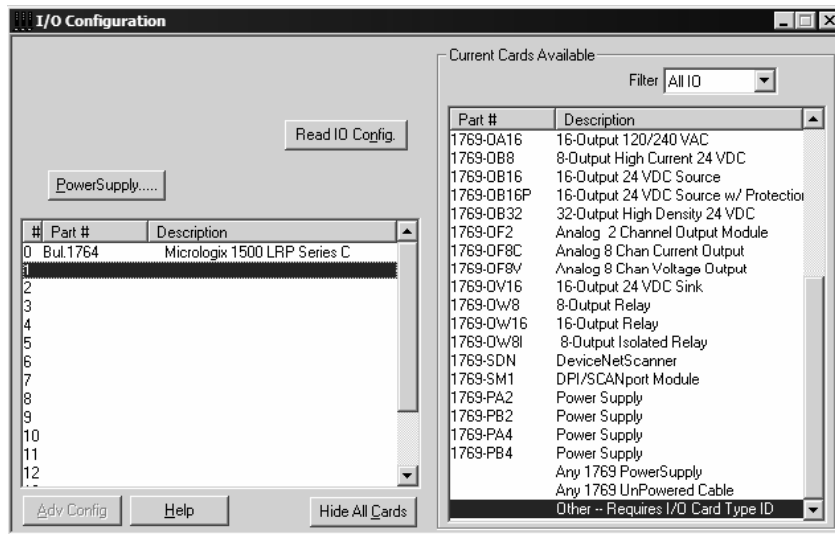 I/O Configuration
Current Cards Available
Filter All IO
Read IO Config.
PowerSupply.....
# Part # Description
0 Bul.1764 Micrologix 1500 LRP Series C
1
2
3
4
5
6
7
8
9
10
11
12
Adv Config Help Hide All Cards
Part # Description
1769-OA16 16-Output 120/240 VAC
1769-OB8 8-Output High Current 24 VDC
1769-OB16 16-Output 24 VDC Source
1769-OB16P 16-Output 24 VDC Source w/ Protection
1769-OB32 32-Output High Density 24 VDC
1769-OF2 Analog 2 Channel Output Module
1769-OF8C Analog 8 Chan Current Output
1769-OF8V Analog 8 Chan Voltage Output
1769-OV16 16-Output 24 VDC Sink
1769-OW8 8-Output Relay
1769-OW16 16-Output Relay
1769-OW8I 8-Output Isolated Relay
1769-SDN DeviceNetScanner
1769-SM1 DPI/SCANport Module
1769-PA2 Power Supply
1769-PB2 Power Supply
1769-PA4 Power Supply
1769-PB4 Power Supply
Any 1769 PowerSupply
Any 1769 UnPowered Cable
Other -- Requires I/O Card Type ID